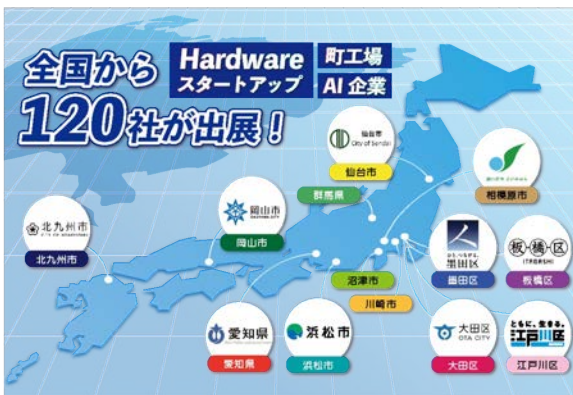 全国から
120社が出展！
Hardware
スタートアップ
町工場
AI 企業
仙台市
City of Sendai
仙台市
群馬県
相模原市
岡山市
岡山市
北九州市
北九州市
墨田区
墨田区
板橋区
ITABASHI
板橋区
沼津市
川崎市
愛知県
愛知県
浜松市
浜松市
大田区
OTA CITY
大田区
ともに、生きる。
江戸川区
江戸川区